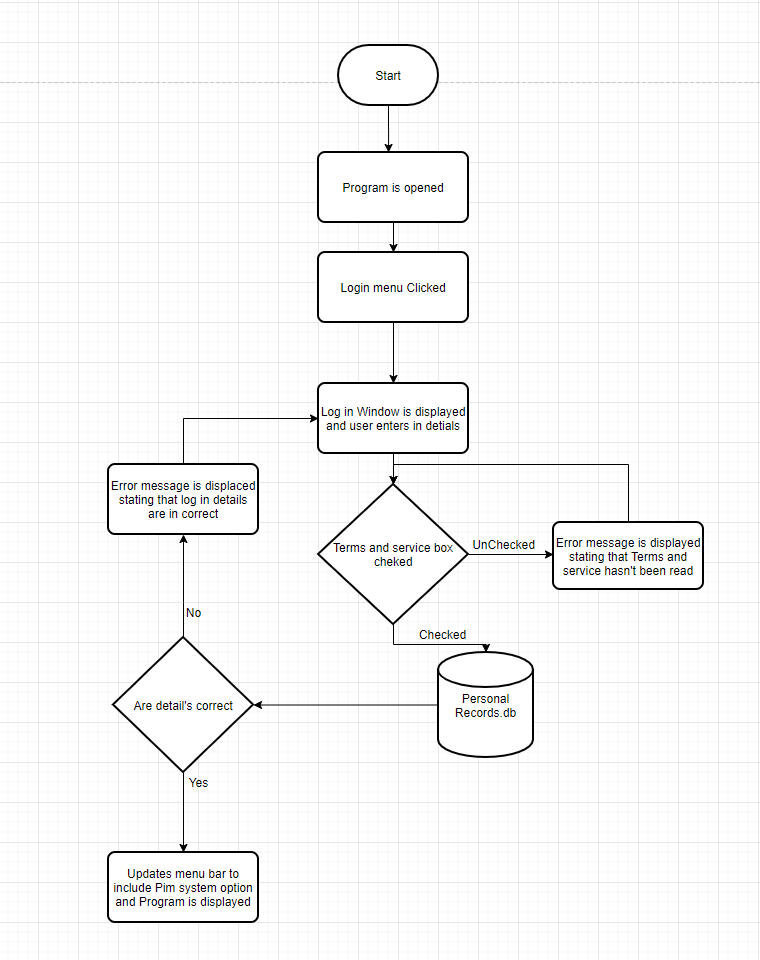 Start
Program is opened
Login menu Clicked
Log in Window is displayed
and user enters in detials
Error message is displaced
stating that log in details
are in correct
Terms and service box
cheked
UnChecked
Error message is displayed
stating that Terms and
service hasn't been read
Checked
No
Personal
Records.db
Are detail's correct
Yes
Updates menu bar to
include Pim system option
and Program is displayed